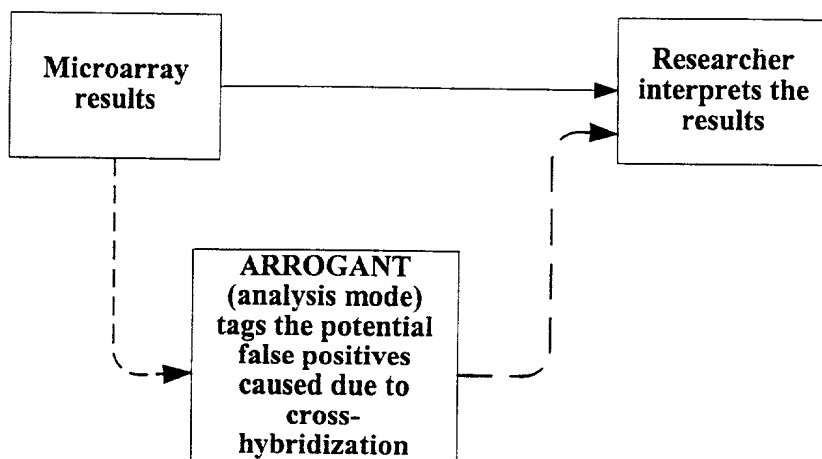 Microarray
results
Researcher
interprets the
results
ARROGANT
(analysis mode)
tags the potential
false positives
caused due to
cross-
hybridization